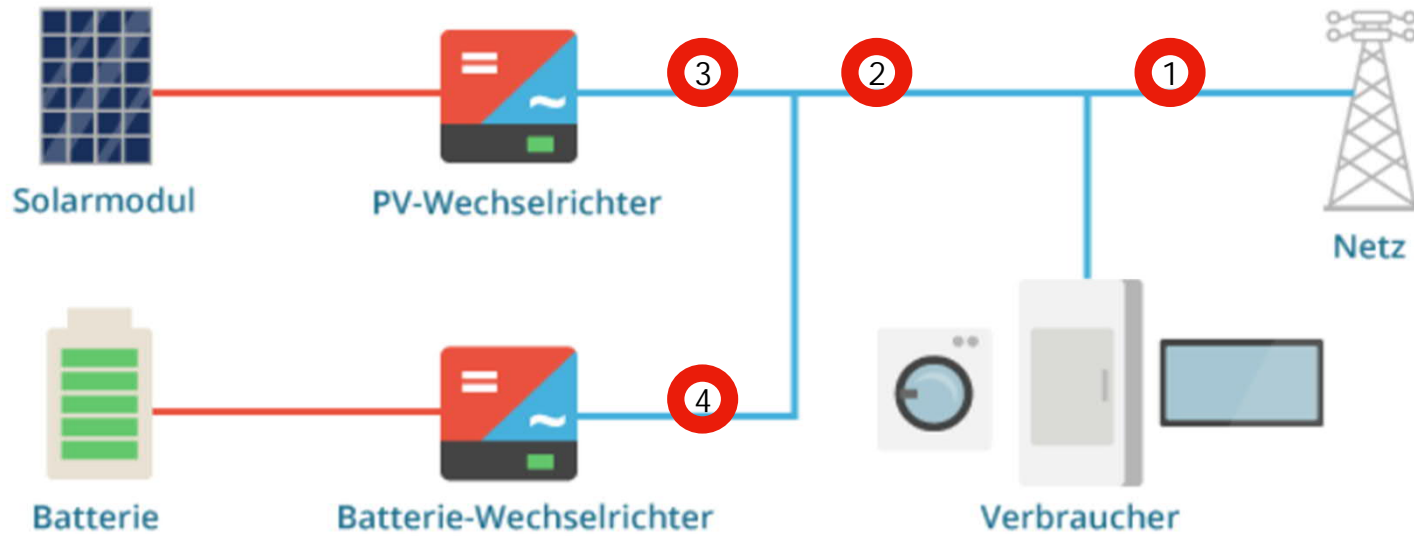 3
2
1
Solarmodul
PV-Wechselrichter
Netz
4
Batterie
Batterie-Wechselrichter
Verbraucher